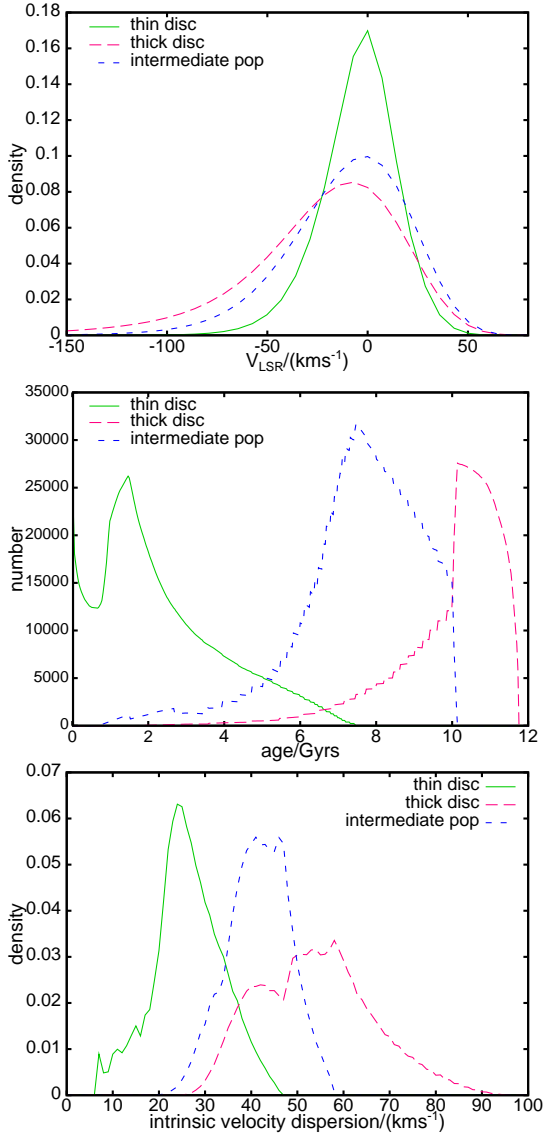 0.18
0.16
0.14
0.12
0.1
0.08
0.06
0.04
0.02
0
density
thin disc
thick disc
intermediate pop
-150 -100 -50 0 50
V_LSR/(kms⁻¹)
35000
30000
25000
20000
15000
10000
5000
0
number
thin disc
thick disc
intermediate pop
0 2 4 6 8 10 12
age/Gyrs
0.07
0.06
0.05
0.04
0.03
0.02
0.01
0
density
thin disc
thick disc
intermediate pop
0 10 20 30 40 50 60 70 80 90 100
intrinsic velocity dispersion/(kms⁻¹)